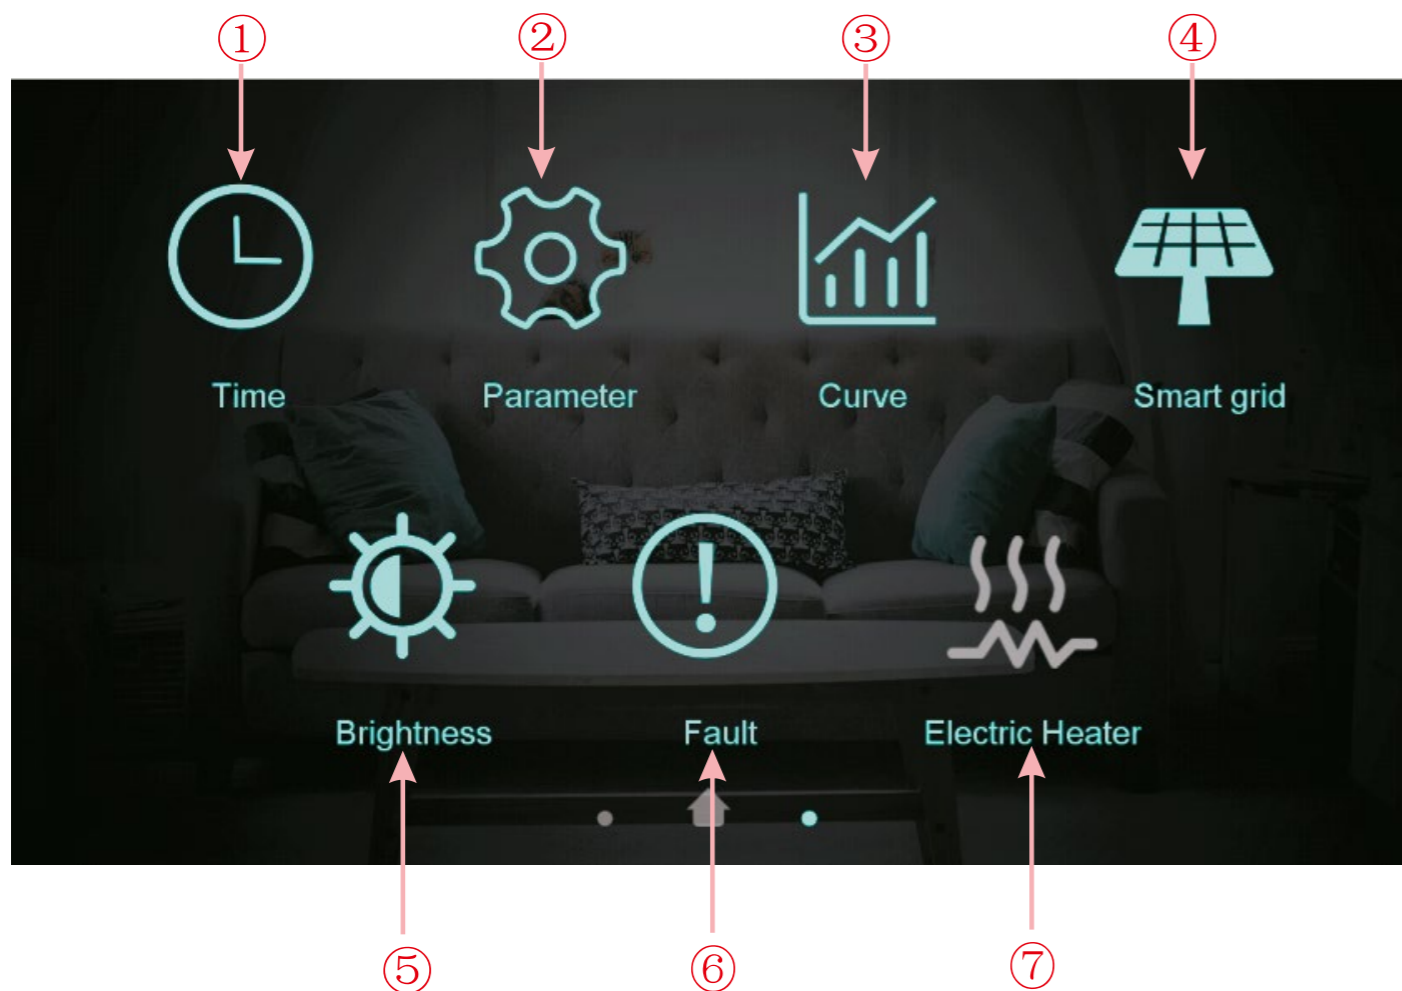 ① ② ③ ④
Time Parameter Curve Smart grid
Brightness Fault Electric Heater
⑤ ⑥ ⑦